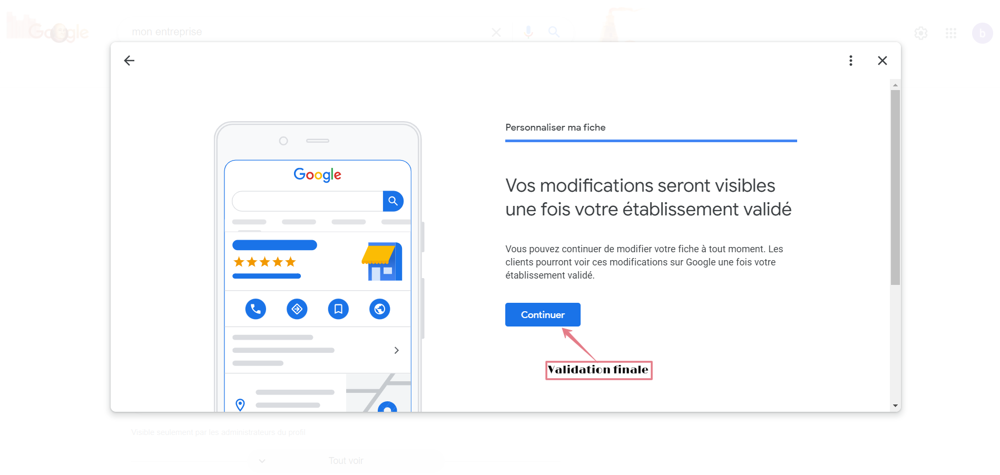 Google
mon entreprise
b
Personnaliser ma fiche
Google
Vos modifications seront visibles
une fois votre établissement validé
Vous pouvez continuer de modifier votre fiche à tout moment. Les
clients pourront voir ces modifications sur Google une fois votre
établissement validé.
Continuer
Validation finale
Visible seulement par les administrateurs du profil
Tout voir